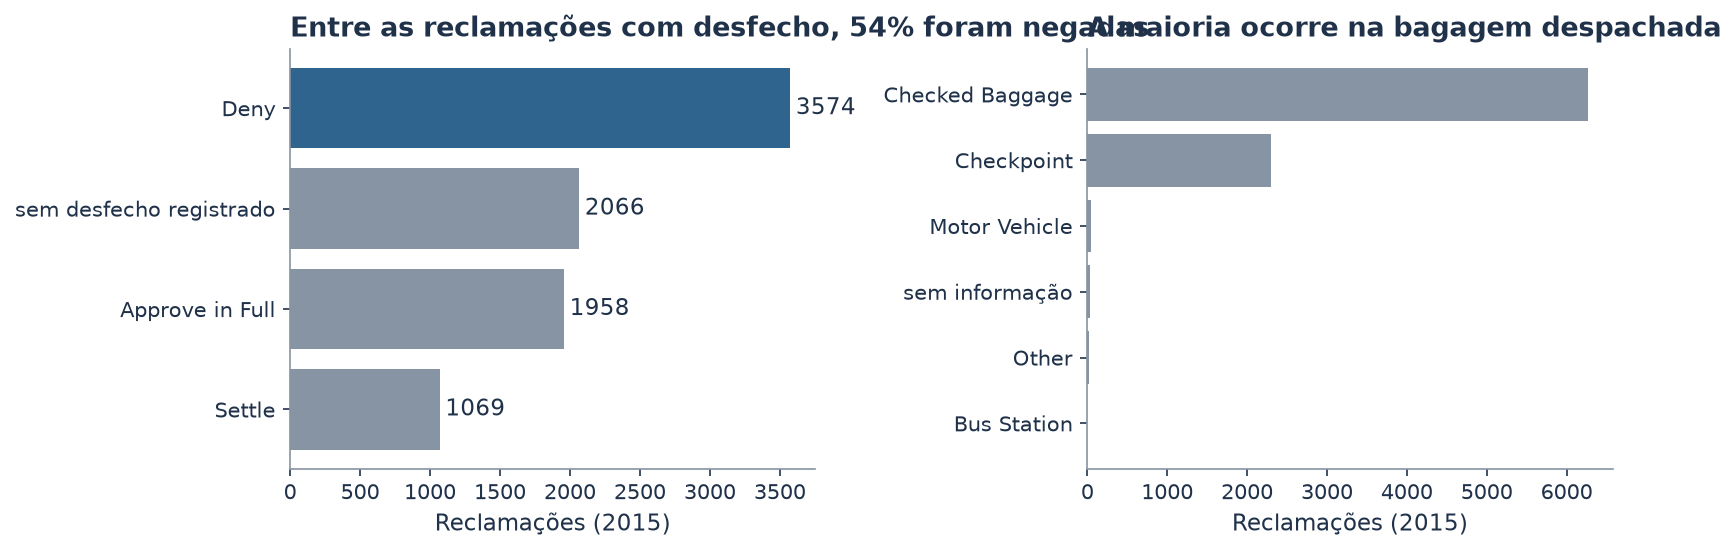 Entre as reclamações com desfecho, 54% foram negadas
Deny
3574
sem desfecho registrado
2066
Approve in Full
1958
Settle
1069
0 500 1000 1500 2000 2500 3000 3500
Reclamações (2015)
A maioria ocorre na bagagem despachada
Checked Baggage
Checkpoint
Motor Vehicle
sem informação
Other
Bus Station
0 1000 2000 3000 4000 5000 6000
Reclamações (2015)